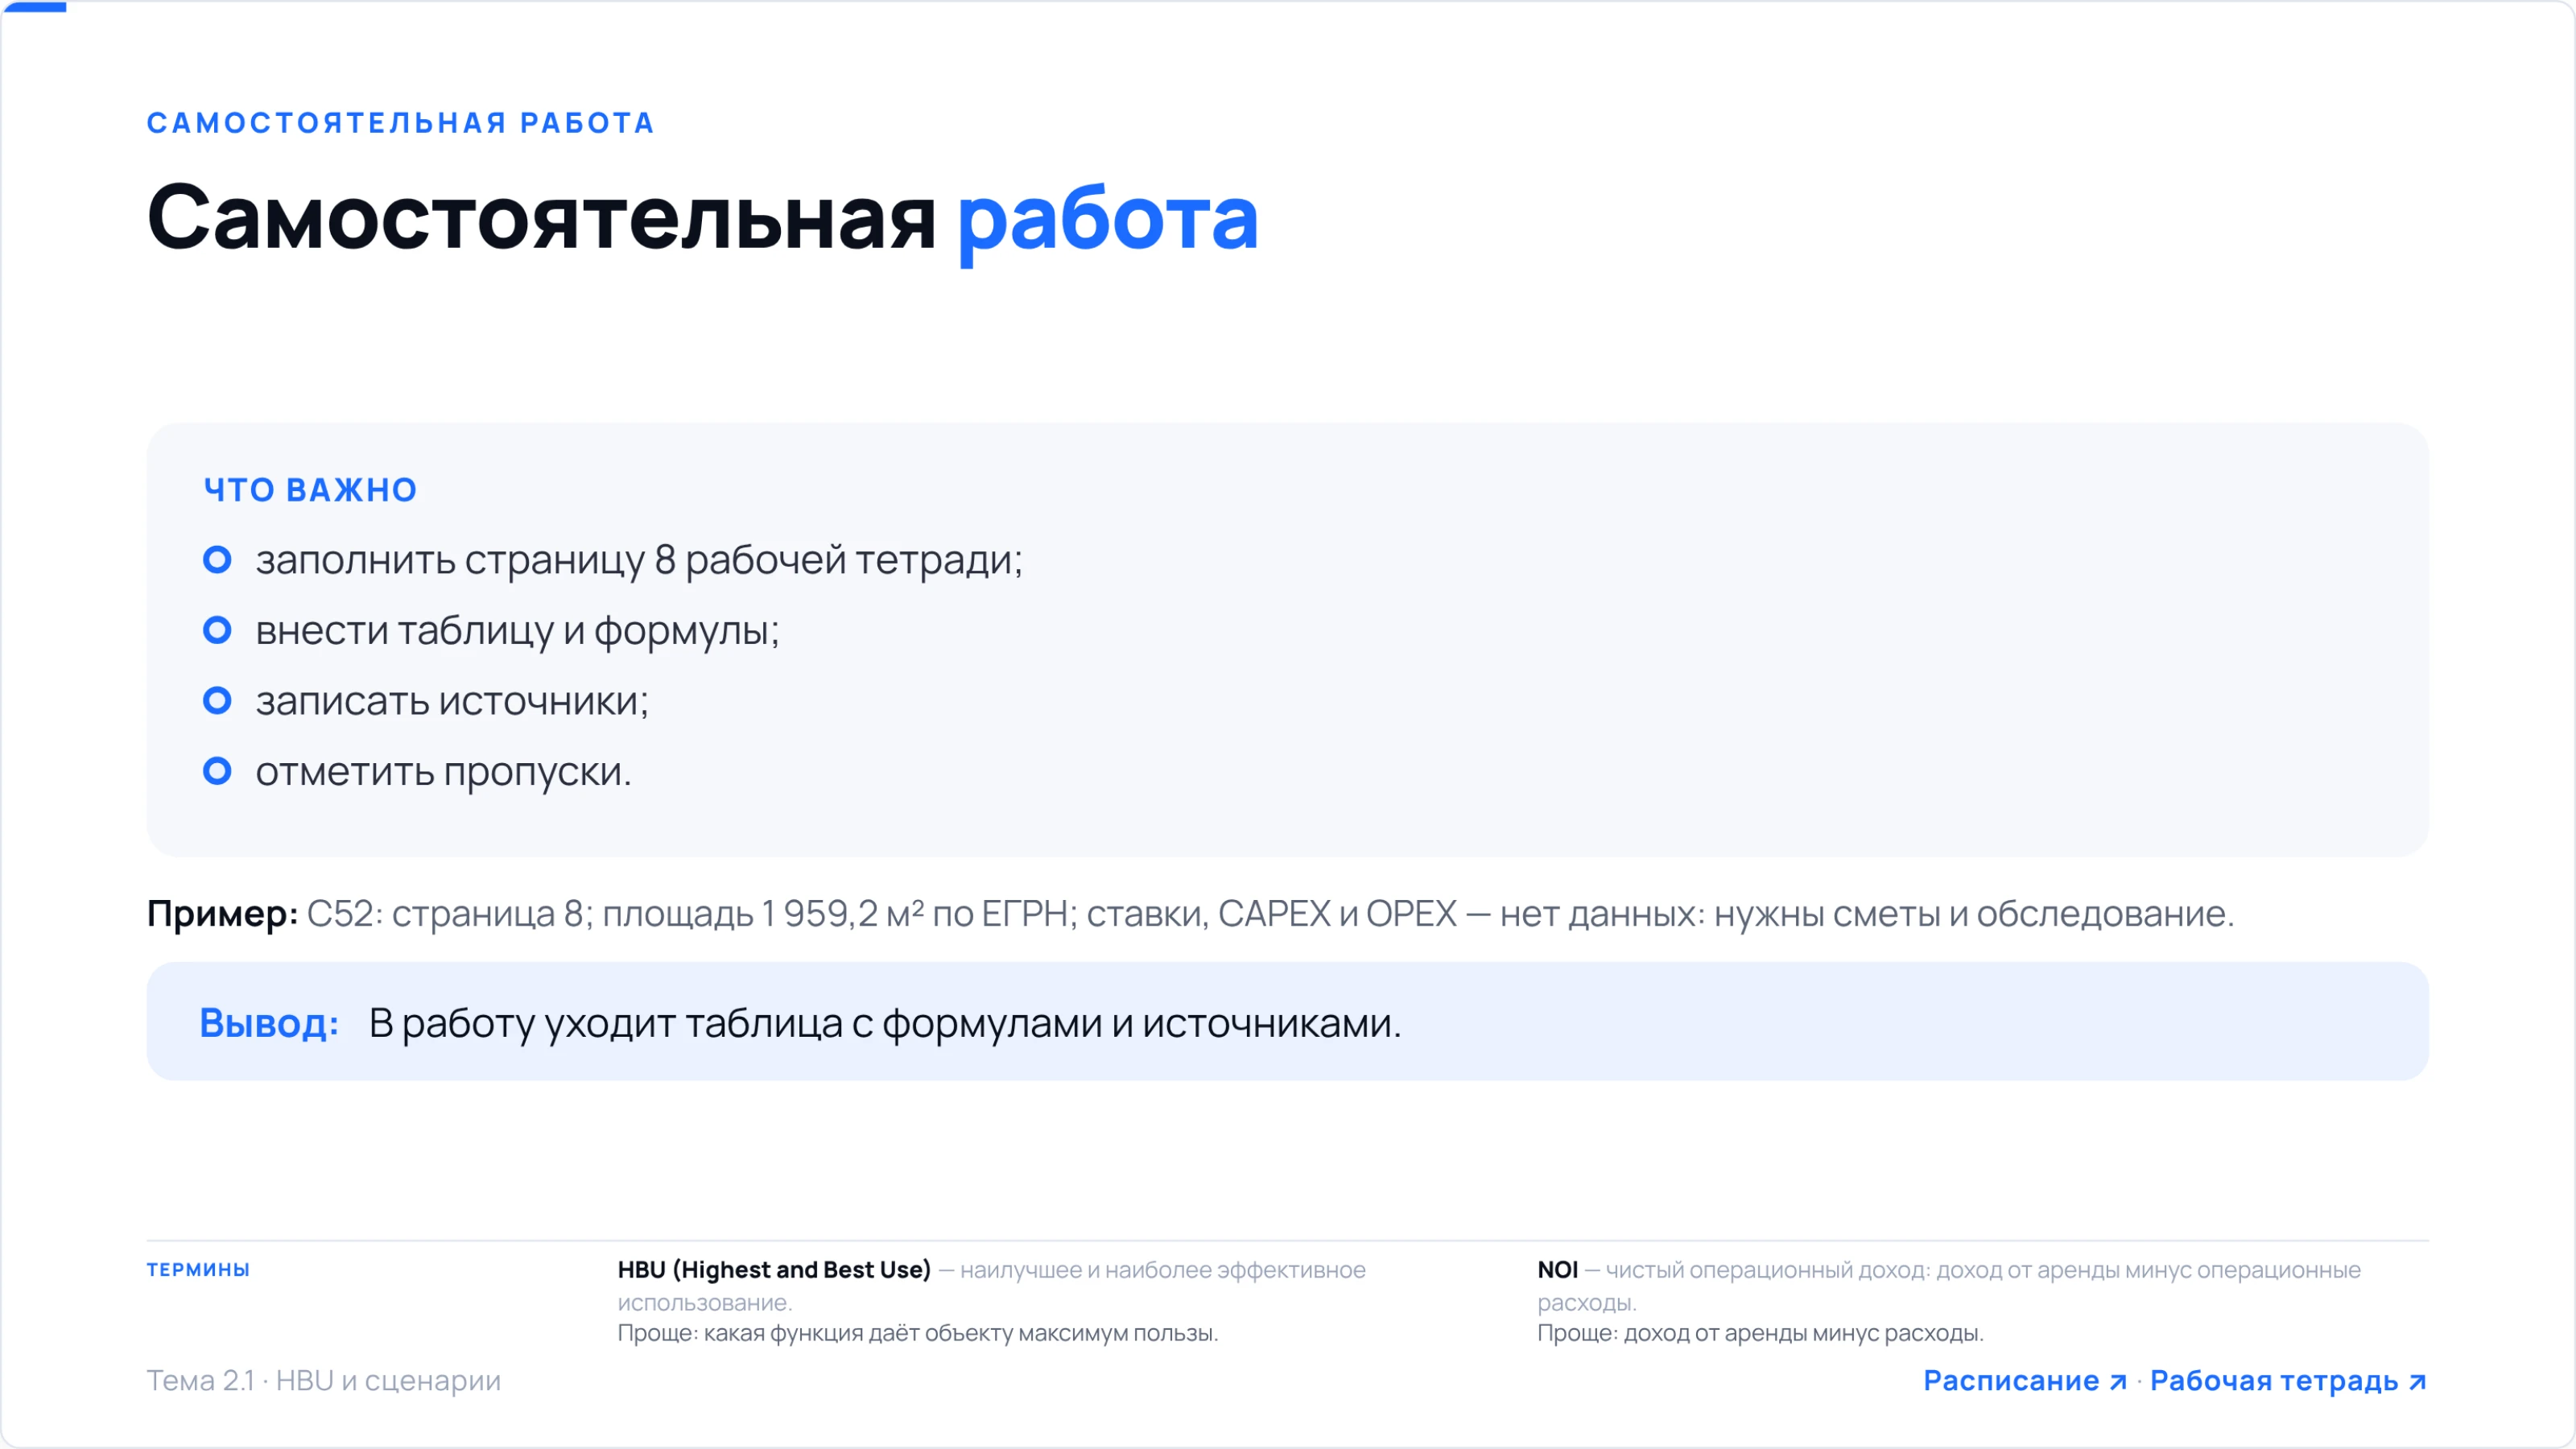 САМОСТОЯТЕЛЬНАЯ РАБОТА
Самостоятельная работа
ЧТО ВАЖНО
заполнить страницу 8 рабочей тетради;
внести таблицу и формулы;
записать источники;
отметить пропуски.
Пример: С52: страница 8; площадь 1 959,2 м² по ЕГРН; ставки, CAPEX и OPEX — нет данных: нужны сметы и обследование.
Вывод: В работу уходит таблица с формулами и источниками.
ТЕРМИНЫ
HBU (Highest and Best Use) — наилучшее и наиболее эффективное
использование.
Проще: какая функция даёт объекту максимум пользы.
NOI — чистый операционный доход: доход от аренды минус операционные
расходы.
Проще: доход от аренды минус расходы.
Тема 2.1 · HBU и сценарии
Расписание ↗ · Рабочая тетрадь ↗